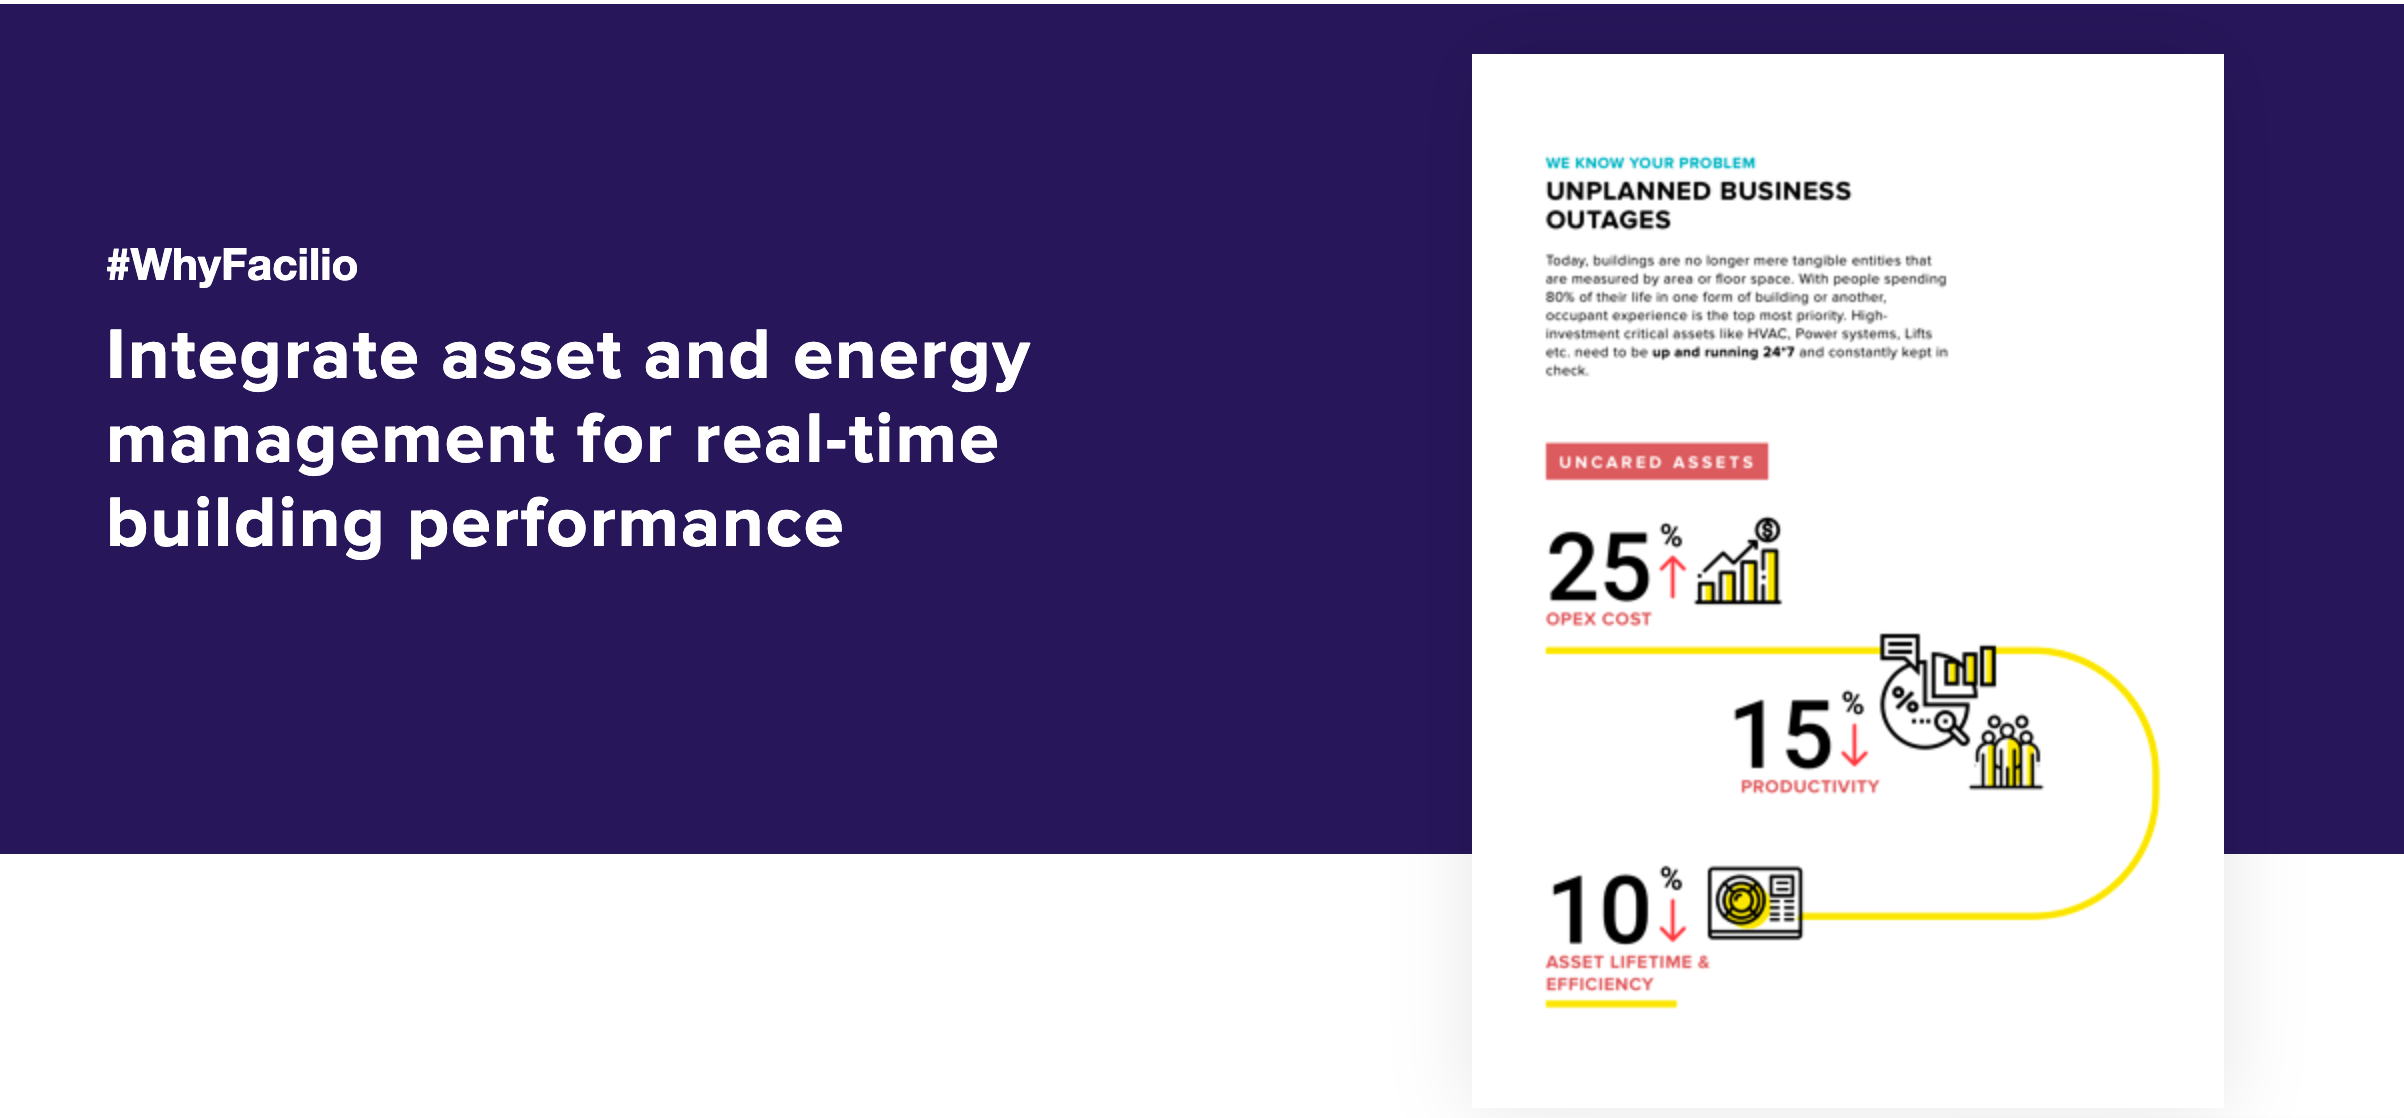 #WhyFacilio
Integrate asset and energy
management for real-time
building performance
WE KNOW YOUR PROBLEM
UNPLANNED BUSINESS
OUTAGES
Today, buildings are no longer mere tangible entities that
are measured by area or floor space. With people spending
80% of their life in one form of building or another,
occupant experience is the top most priority. High-
investment critical assets like HVAC, Power systems, Lifts
etc. need to be up and running 24*7 and constantly kept in
check.
UNCARED ASSETS
25%
$
OPEX COST
%
15%
PRODUCTIVITY
10%
ASSET LIFETIME &
EFFICIENCY